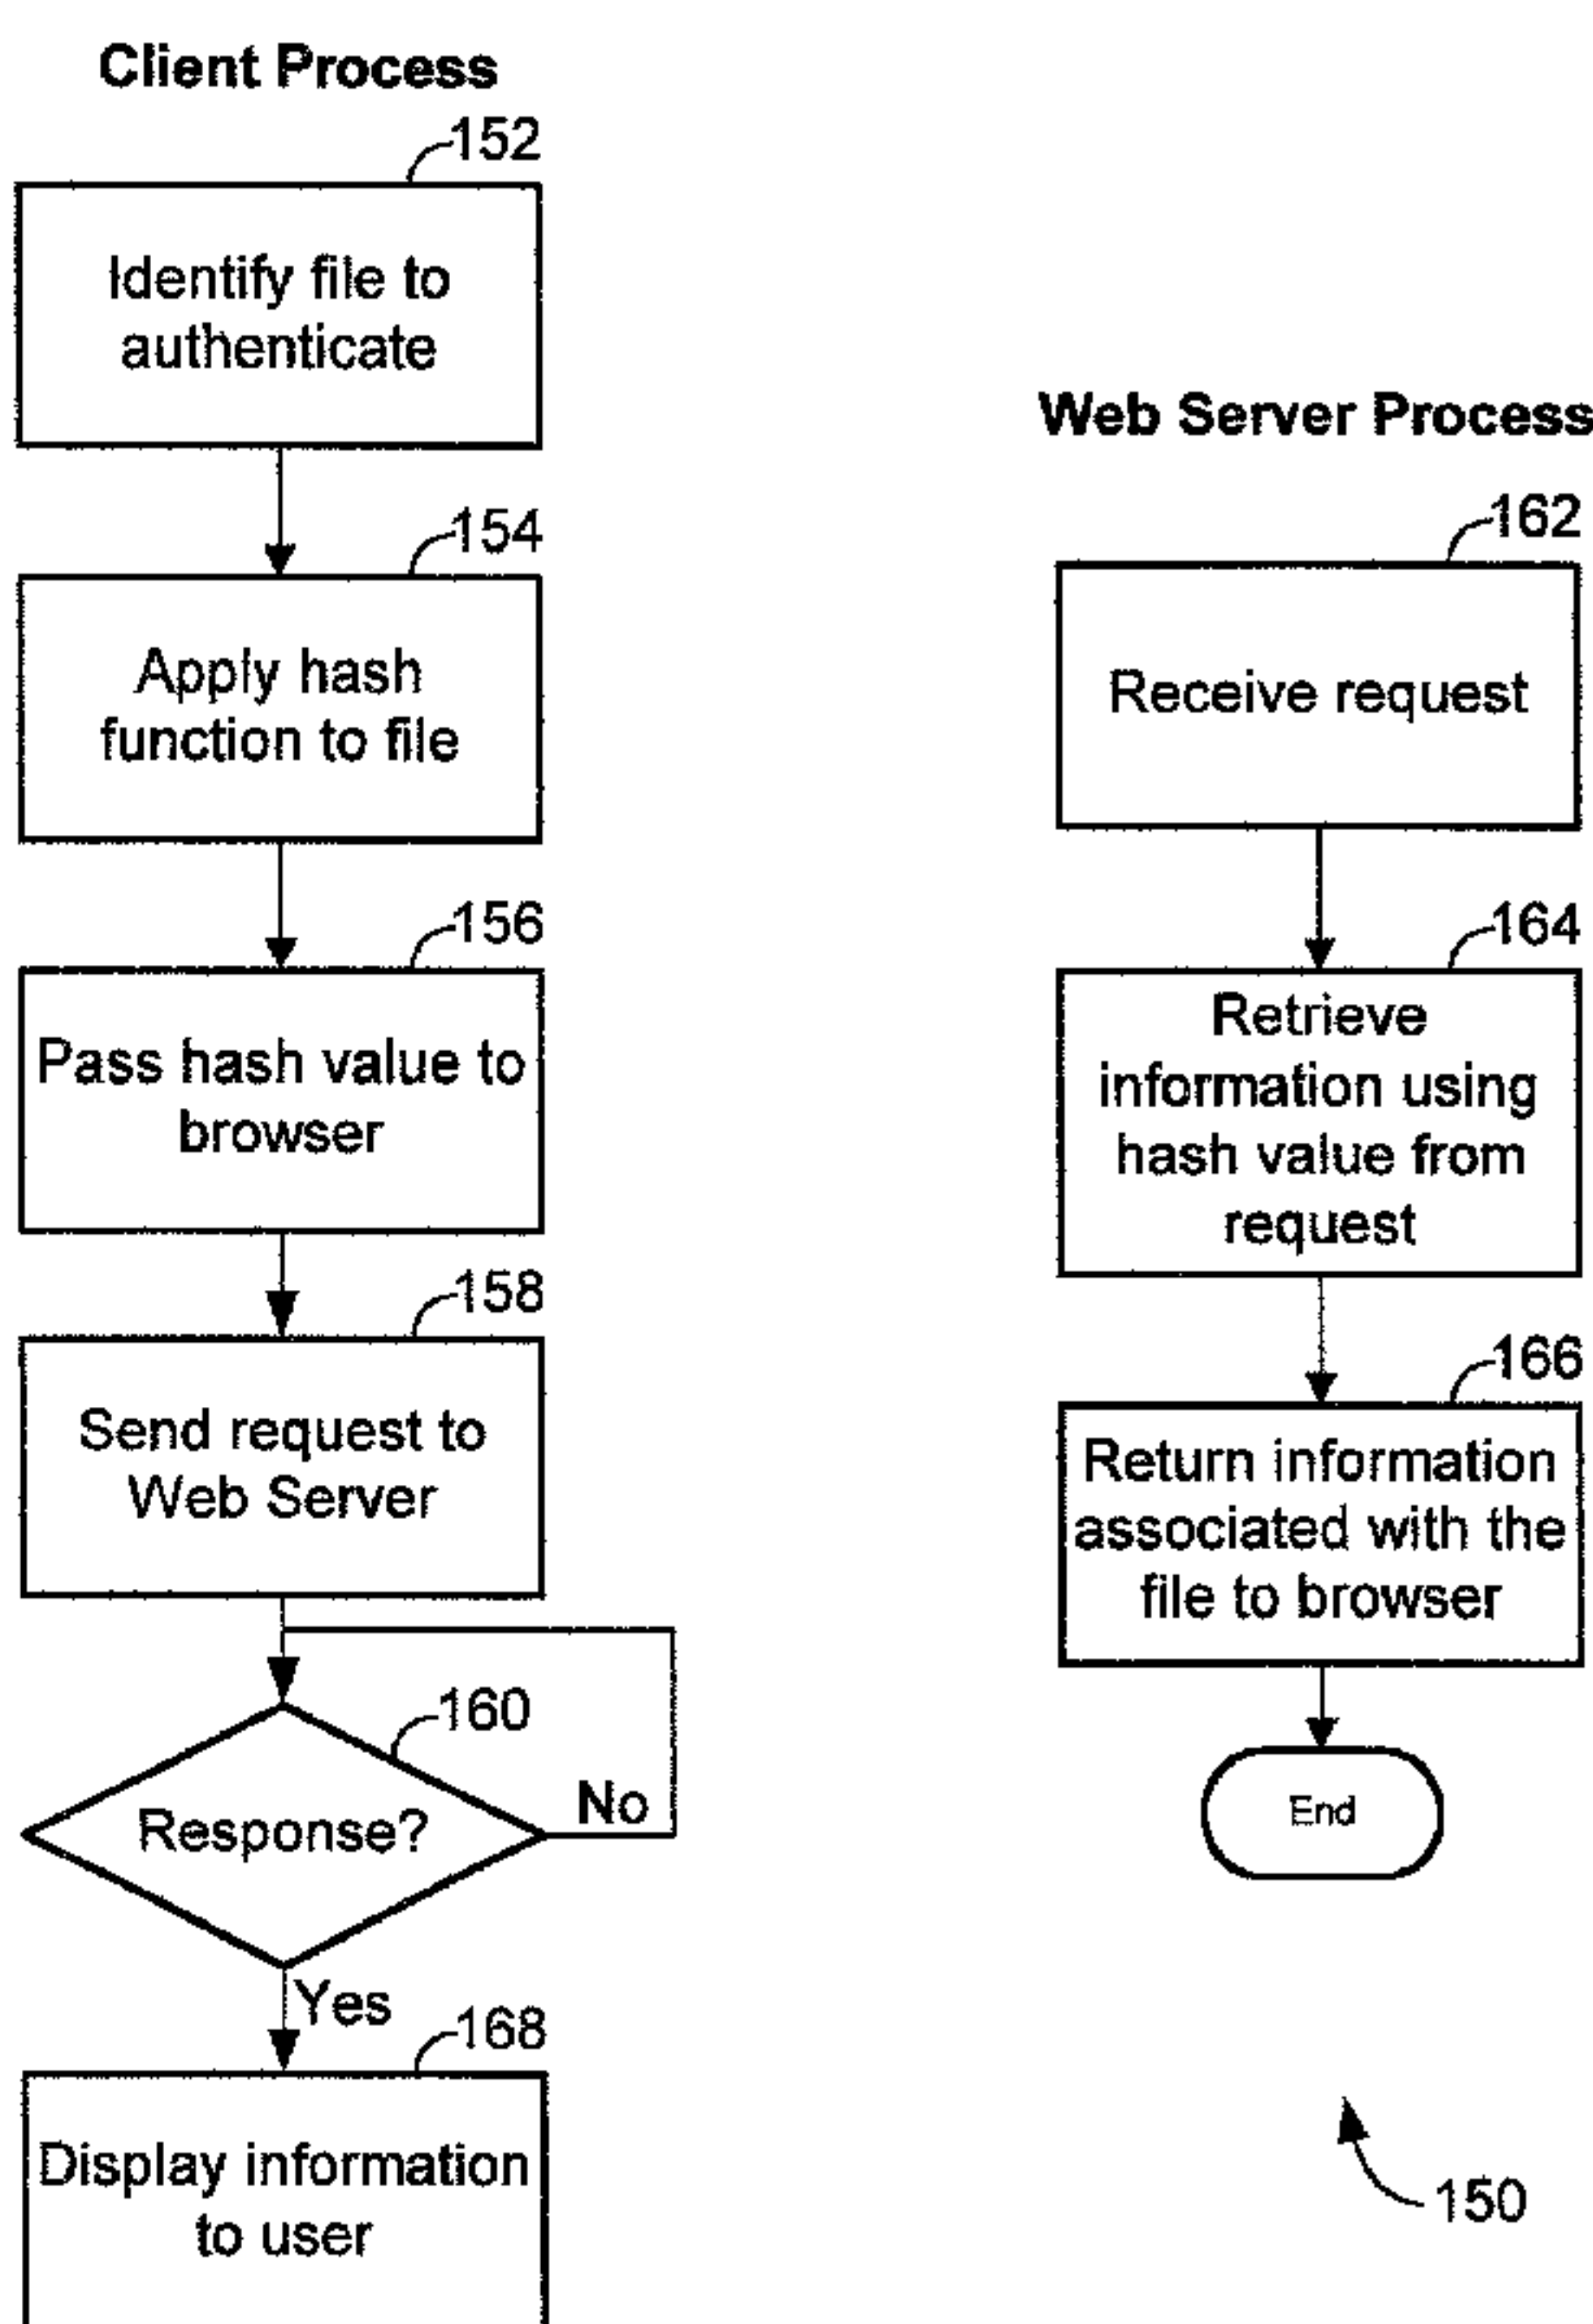 Client Process
152
Identify file to
authenticate
154
Apply hash
function to file
156
Pass hash value to
browser
158
Send request to
Web Server
160
Response?
No
Yes
168
Display information
to user
Web Server Process
162
Receive request
164
Retrieve
information using
hash value from
request
166
Return information
associated with the
file to browser
End
150